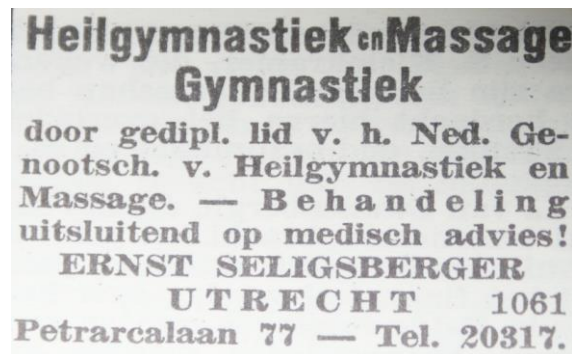 Heilgymnastiek en Massage
Gymnastiek
door gedipl. lid v. h. Ned. Ge-
nootsch. v. Heilgymnastiek en
Massage. — Behandeling
uitsluitend op medisch advies!
ERNST SELIGSBERGER
UTRECHT 1061
Petrarcalaan 77 — Tel. 20317.